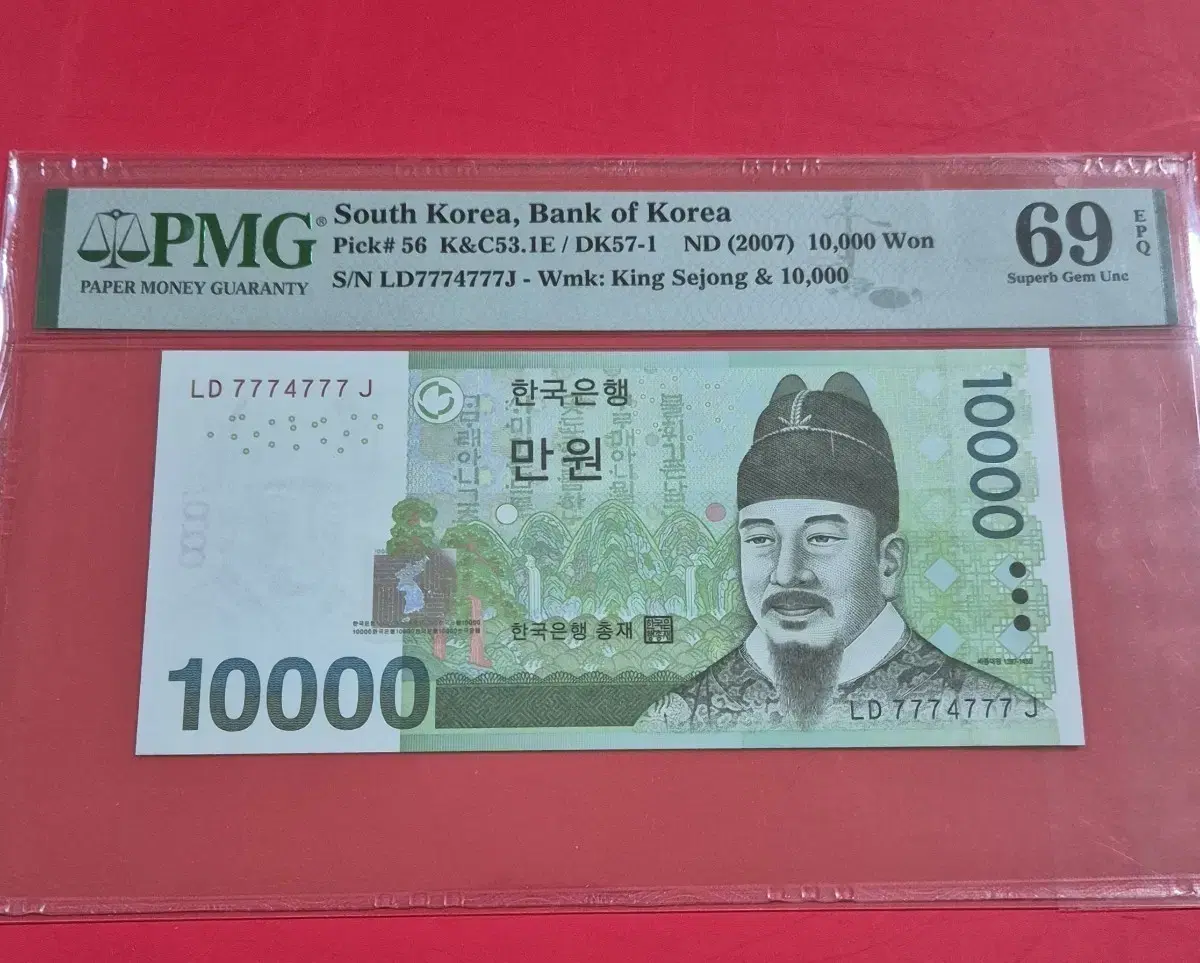 PMG®
PAPER MONEY GUARANTY
South Korea, Bank of Korea
Pick# 56 K&C53.1E / DK57-1 ND (2007) 10,000 Won
S/N LD7774777J - Wmk: King Sejong & 10,000
69
EPQ
Superb Gem Unc
LD 7774777 J
한국은행
만원
10000
한국은행 총재
10000
LD 7774777 J